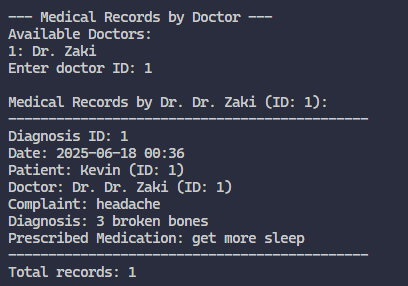 --- Medical Records by Doctor ---
Available Doctors:
1: Dr. Zaki
Enter doctor ID: 1

Medical Records by Dr. Dr. Zaki (ID: 1):
---------------------------------------------
Diagnosis ID: 1
Date: 2025-06-18 00:36
Patient: Kevin (ID: 1)
Doctor: Dr. Dr. Zaki (ID: 1)
Complaint: headache
Diagnosis: 3 broken bones
Prescribed Medication: get more sleep
---------------------------------------------
Total records: 1